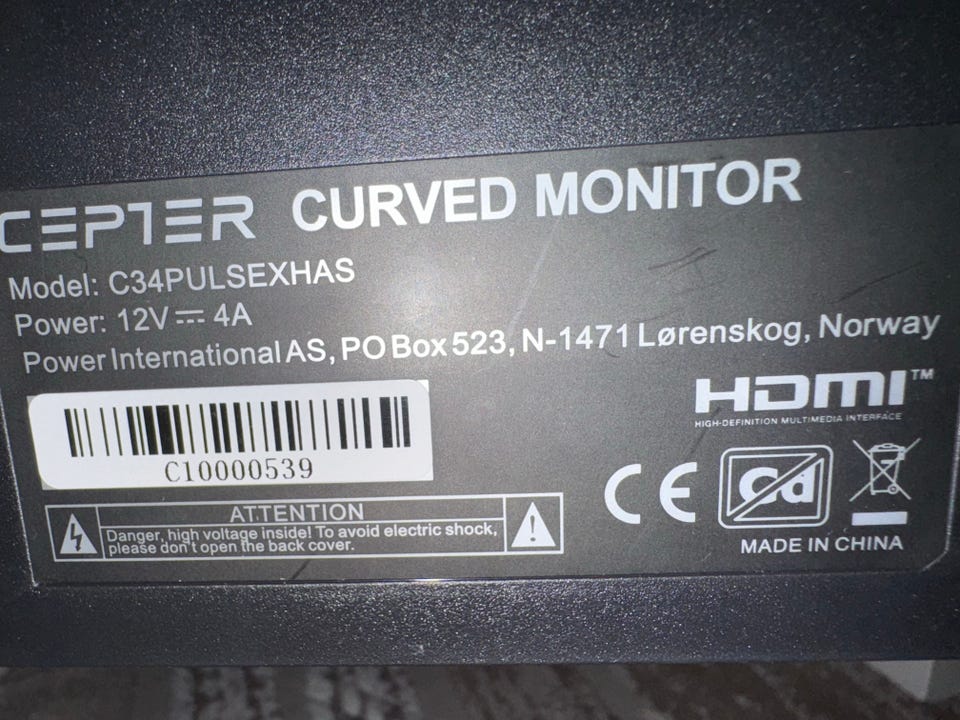 CEPTER CURVED MONITOR
Model: C34PULSEXHAS
Power: 12V ⎓ 4A
Power International AS, PO Box 523, N-1471 Lørenskog, Norway
HDMI™
HIGH-DEFINITION MULTIMEDIA INTERFACE
C10000539
CE Cd
ATTENTION
Danger, high voltage inside! To avoid electric shock,
please don't open the back cover.
MADE IN CHINA